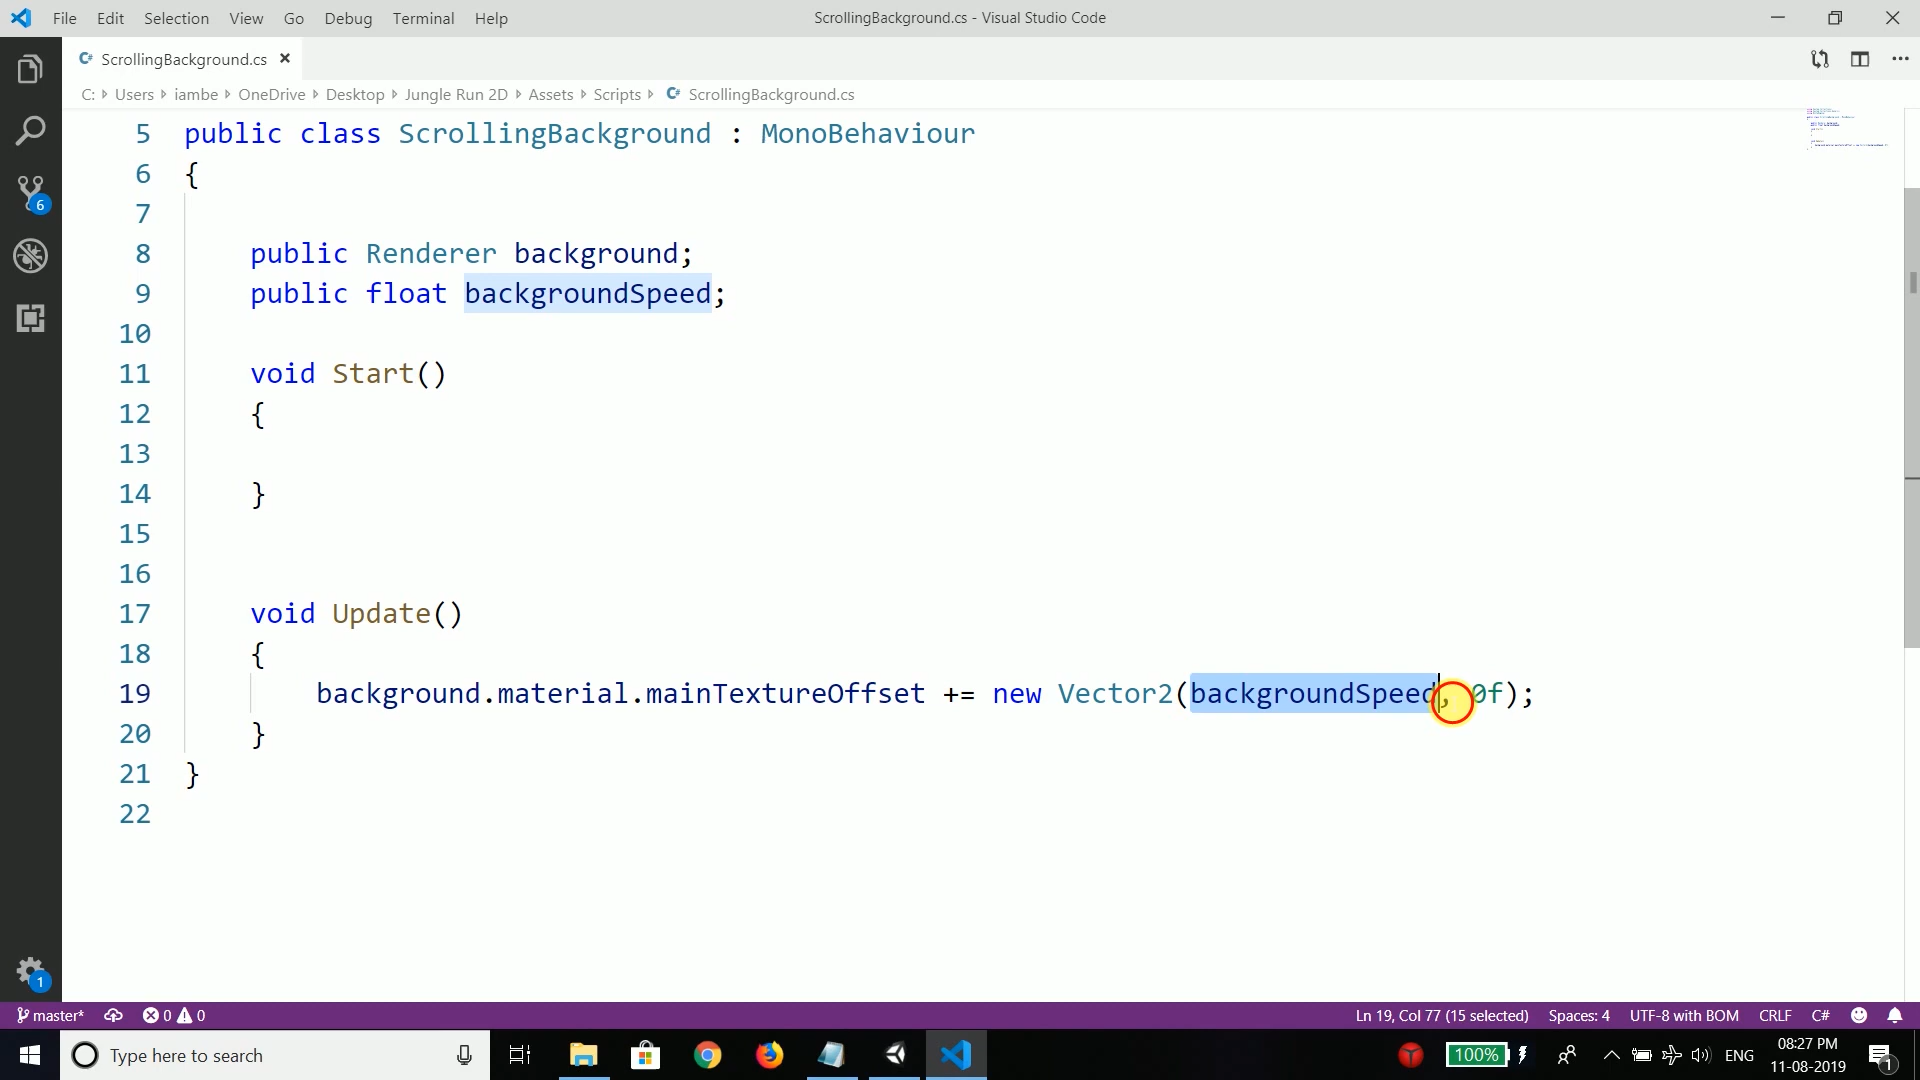 File Edit Selection View Go Debug Terminal Help
ScrollingBackground.cs - Visual Studio Code
ScrollingBackground.cs
C: Users iambe OneDrive Desktop Jungle Run 2D Assets Scripts ScrollingBackground.cs
5 public class ScrollingBackground : MonoBehaviour
6 {
7
8 public Renderer background;
9 public float backgroundSpeed;
10
11 void Start()
12 {
13
14 }
15
16
17 void Update()
18 {
19 background.material.mainTextureOffset += new Vector2(backgroundSpeed, 0f);
20 }
21 }
22
6
1
master* 0 0 Ln 19, Col 77 (15 selected) Spaces: 4 UTF-8 with BOM CRLF C#
Type here to search 100% ENG 08:27 PM
11-08-2019 1